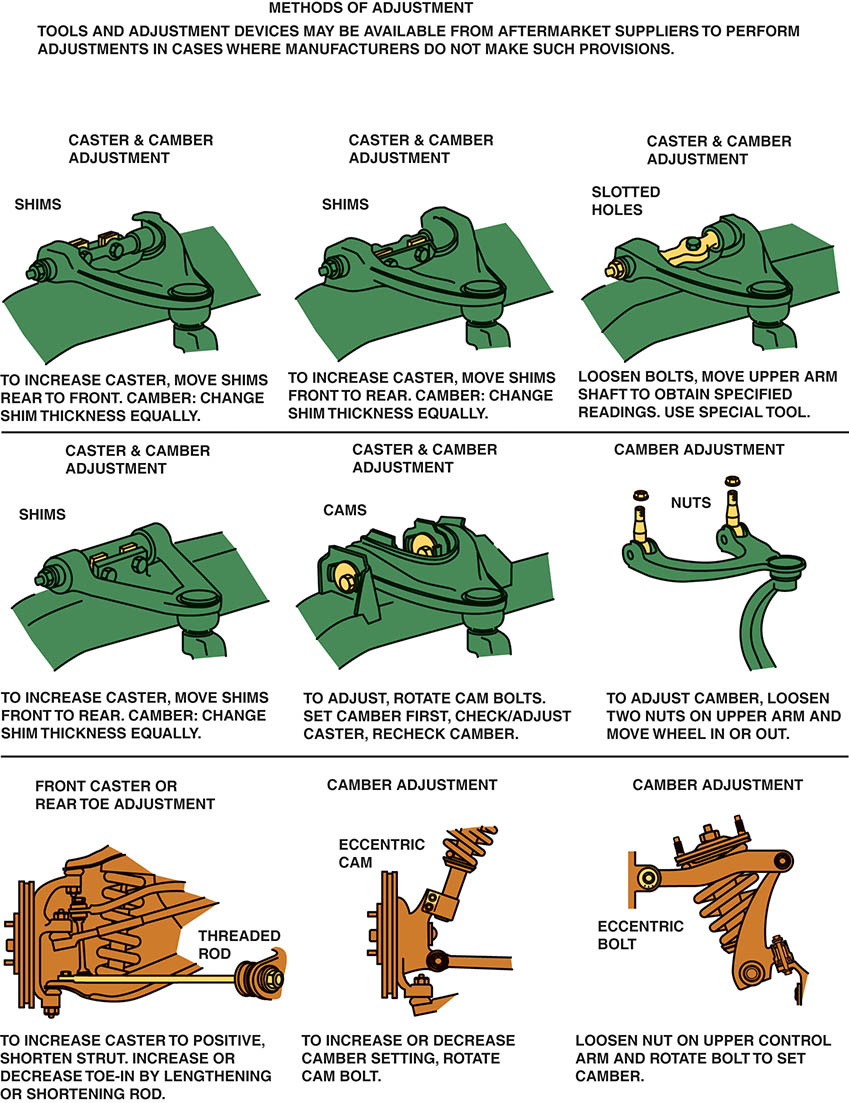 METHODS OF ADJUSTMENT
TOOLS AND ADJUSTMENT DEVICES MAY BE AVAILABLE FROM AFTERMARKET SUPPLIERS TO PERFORM
ADJUSTMENTS IN CASES WHERE MANUFACTURERS DO NOT MAKE SUCH PROVISIONS.
CASTER & CAMBER
ADJUSTMENT
SHIMS
TO INCREASE CASTER, MOVE SHIMS
REAR TO FRONT. CAMBER: CHANGE
SHIM THICKNESS EQUALLY.
CASTER & CAMBER
ADJUSTMENT
SHIMS
TO INCREASE CASTER, MOVE SHIMS
FRONT TO REAR. CAMBER: CHANGE
SHIM THICKNESS EQUALLY.
CASTER & CAMBER
ADJUSTMENT
SLOTTED
HOLES
LOOSEN BOLTS, MOVE UPPER ARM
SHAFT TO OBTAIN SPECIFIED
READINGS. USE SPECIAL TOOL.
CASTER & CAMBER
ADJUSTMENT
SHIMS
TO INCREASE CASTER, MOVE SHIMS
FRONT TO REAR. CAMBER: CHANGE
SHIM THICKNESS EQUALLY.
CASTER & CAMBER
ADJUSTMENT
CAMS
TO ADJUST, ROTATE CAM BOLTS.
SET CAMBER FIRST, CHECK/ADJUST
CASTER, RECHECK CAMBER.
CAMBER ADJUSTMENT
NUTS
TO ADJUST CAMBER, LOOSEN
TWO NUTS ON UPPER ARM AND
MOVE WHEEL IN OR OUT.
FRONT CASTER OR
REAR TOE ADJUSTMENT
THREADED
ROD
TO INCREASE CASTER TO POSITIVE,
SHORTEN STRUT. INCREASE OR
DECREASE TOE-IN BY LENGTHENING
OR SHORTENING ROD.
CAMBER ADJUSTMENT
ECCENTRIC
CAM
TO INCREASE OR DECREASE
CAMBER SETTING, ROTATE
CAM BOLT.
CAMBER ADJUSTMENT
ECCENTRIC
BOLT
LOOSEN NUT ON UPPER CONTROL
ARM AND ROTATE BOLT TO SET
CAMBER.